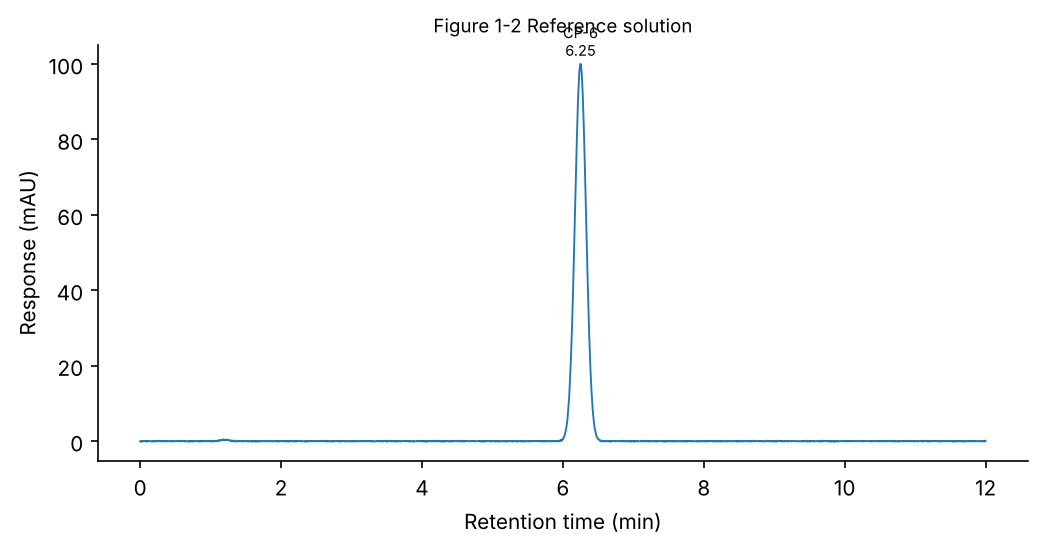 Figure 1-2 Reference solution
CP-6
6.25
100
80
60
40
20
0
Response (mAU)
0 2 4 6 8 10 12
Retention time (min)